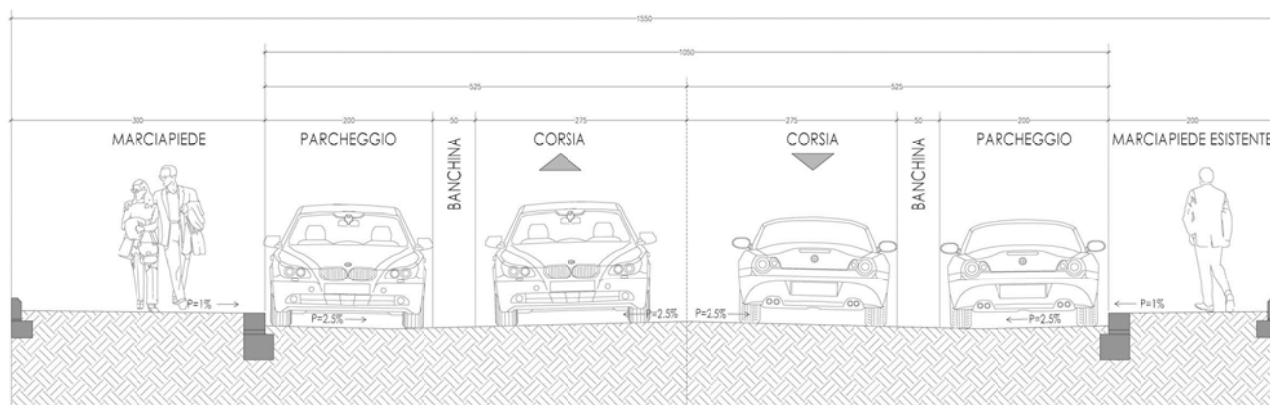 1550
1050
525 525
300 200 50 275 275 50 200 200
MARCIAPIEDE PARCHEGGIO BANCHINA CORSIA CORSIA BANCHINA PARCHEGGIO MARCIAPIEDE ESISTENTE
P=1% P=1%
P=2.5% P=2.5% P=2.5% P=2.5%